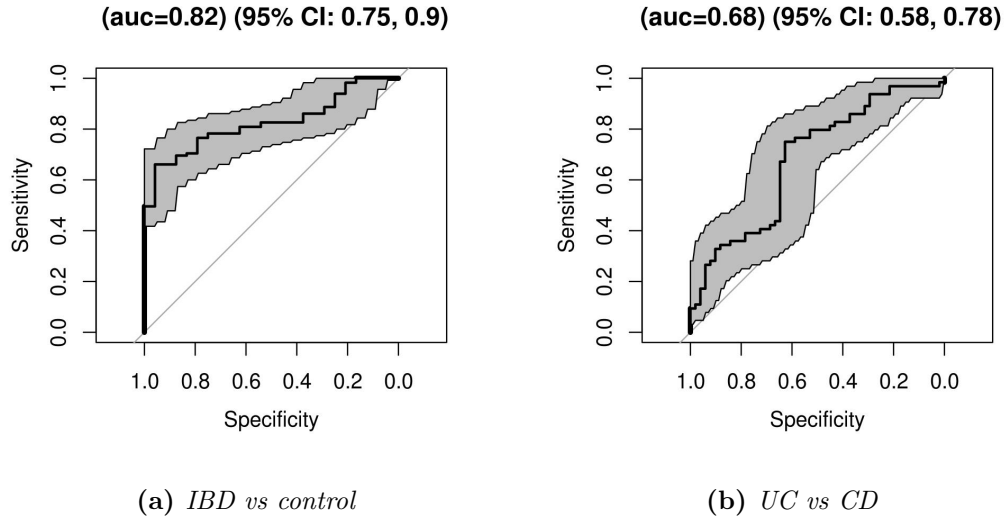 (auc=0.82) (95% CI: 0.75, 0.9)
Sensitivity
1.0
0.8
0.6
0.4
0.2
0.0
1.0 0.8 0.6 0.4 0.2 0.0
Specificity
(a) IBD vs control
(auc=0.68) (95% CI: 0.58, 0.78)
Sensitivity
1.0
0.8
0.6
0.4
0.2
0.0
1.0 0.8 0.6 0.4 0.2 0.0
Specificity
(b) UC vs CD